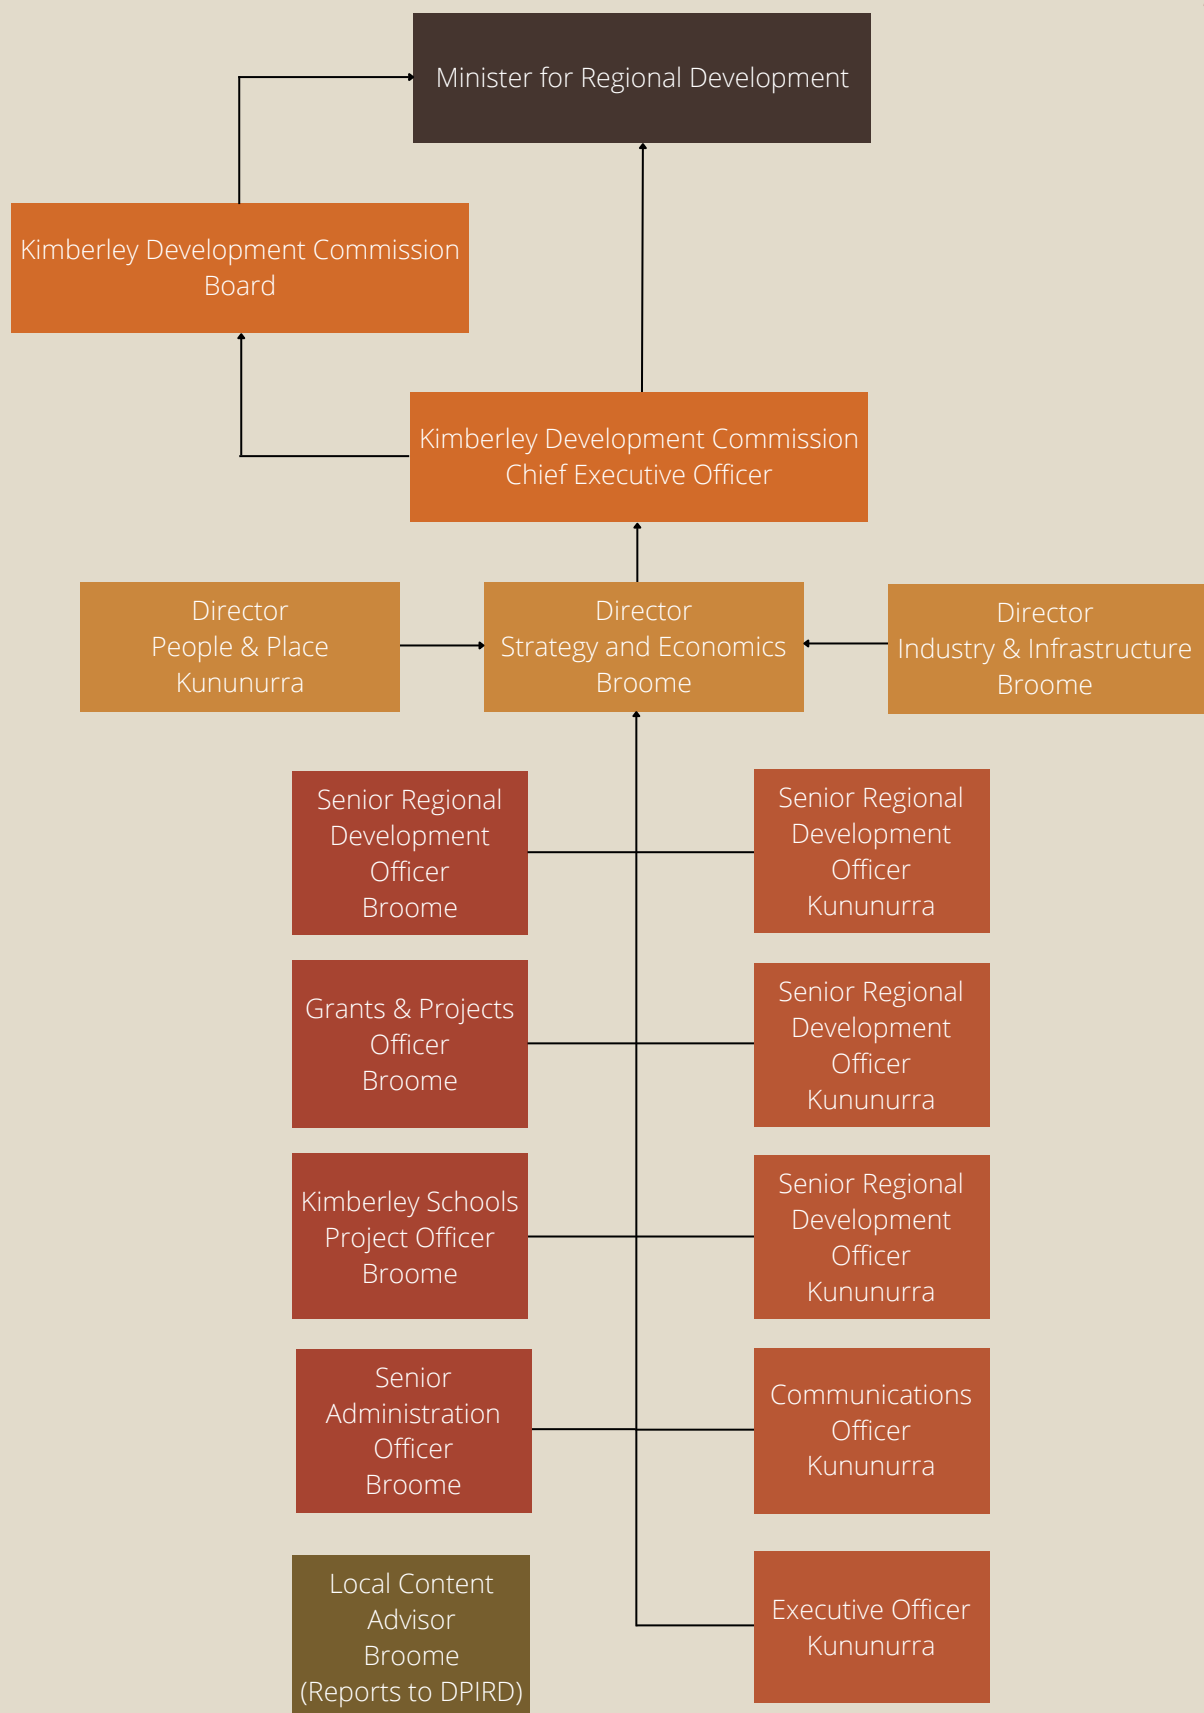 Minister for Regional Development
Kimberley Development Commission
Board
Kimberley Development Commission
Chief Executive Officer
Director
People & Place
Kununurra
Director
Strategy and Economics
Broome
Director
Industry & Infrastructure
Broome
Senior Regional
Development
Officer
Broome
Senior Regional
Development
Officer
Kununurra
Grants & Projects
Officer
Broome
Senior Regional
Development
Officer
Kununurra
Kimberley Schools
Project Officer
Broome
Senior Regional
Development
Officer
Kununurra
Senior
Administration
Officer
Broome
Communications
Officer
Kununurra
Local Content
Advisor
Broome
(Reports to DPIRD)
Executive Officer
Kununurra